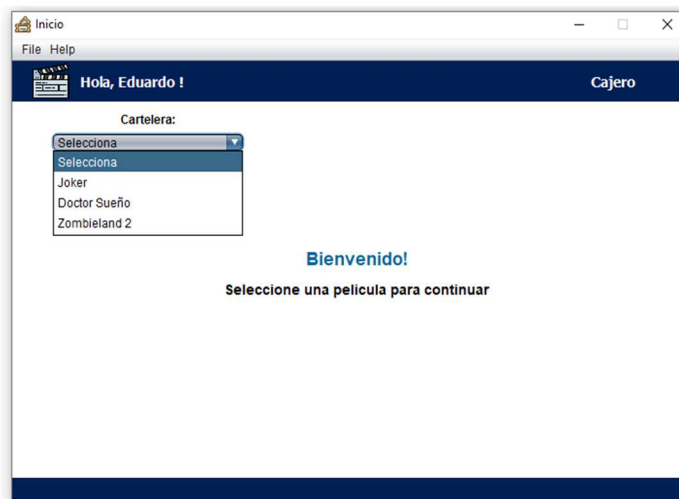 Inicio
File Help
Hola, Eduardo !
Cajero
Cartelera:
Selecciona
Selecciona
Joker
Doctor Sueño
Zombieland 2
Bienvenido!
Seleccione una pelicula para continuar